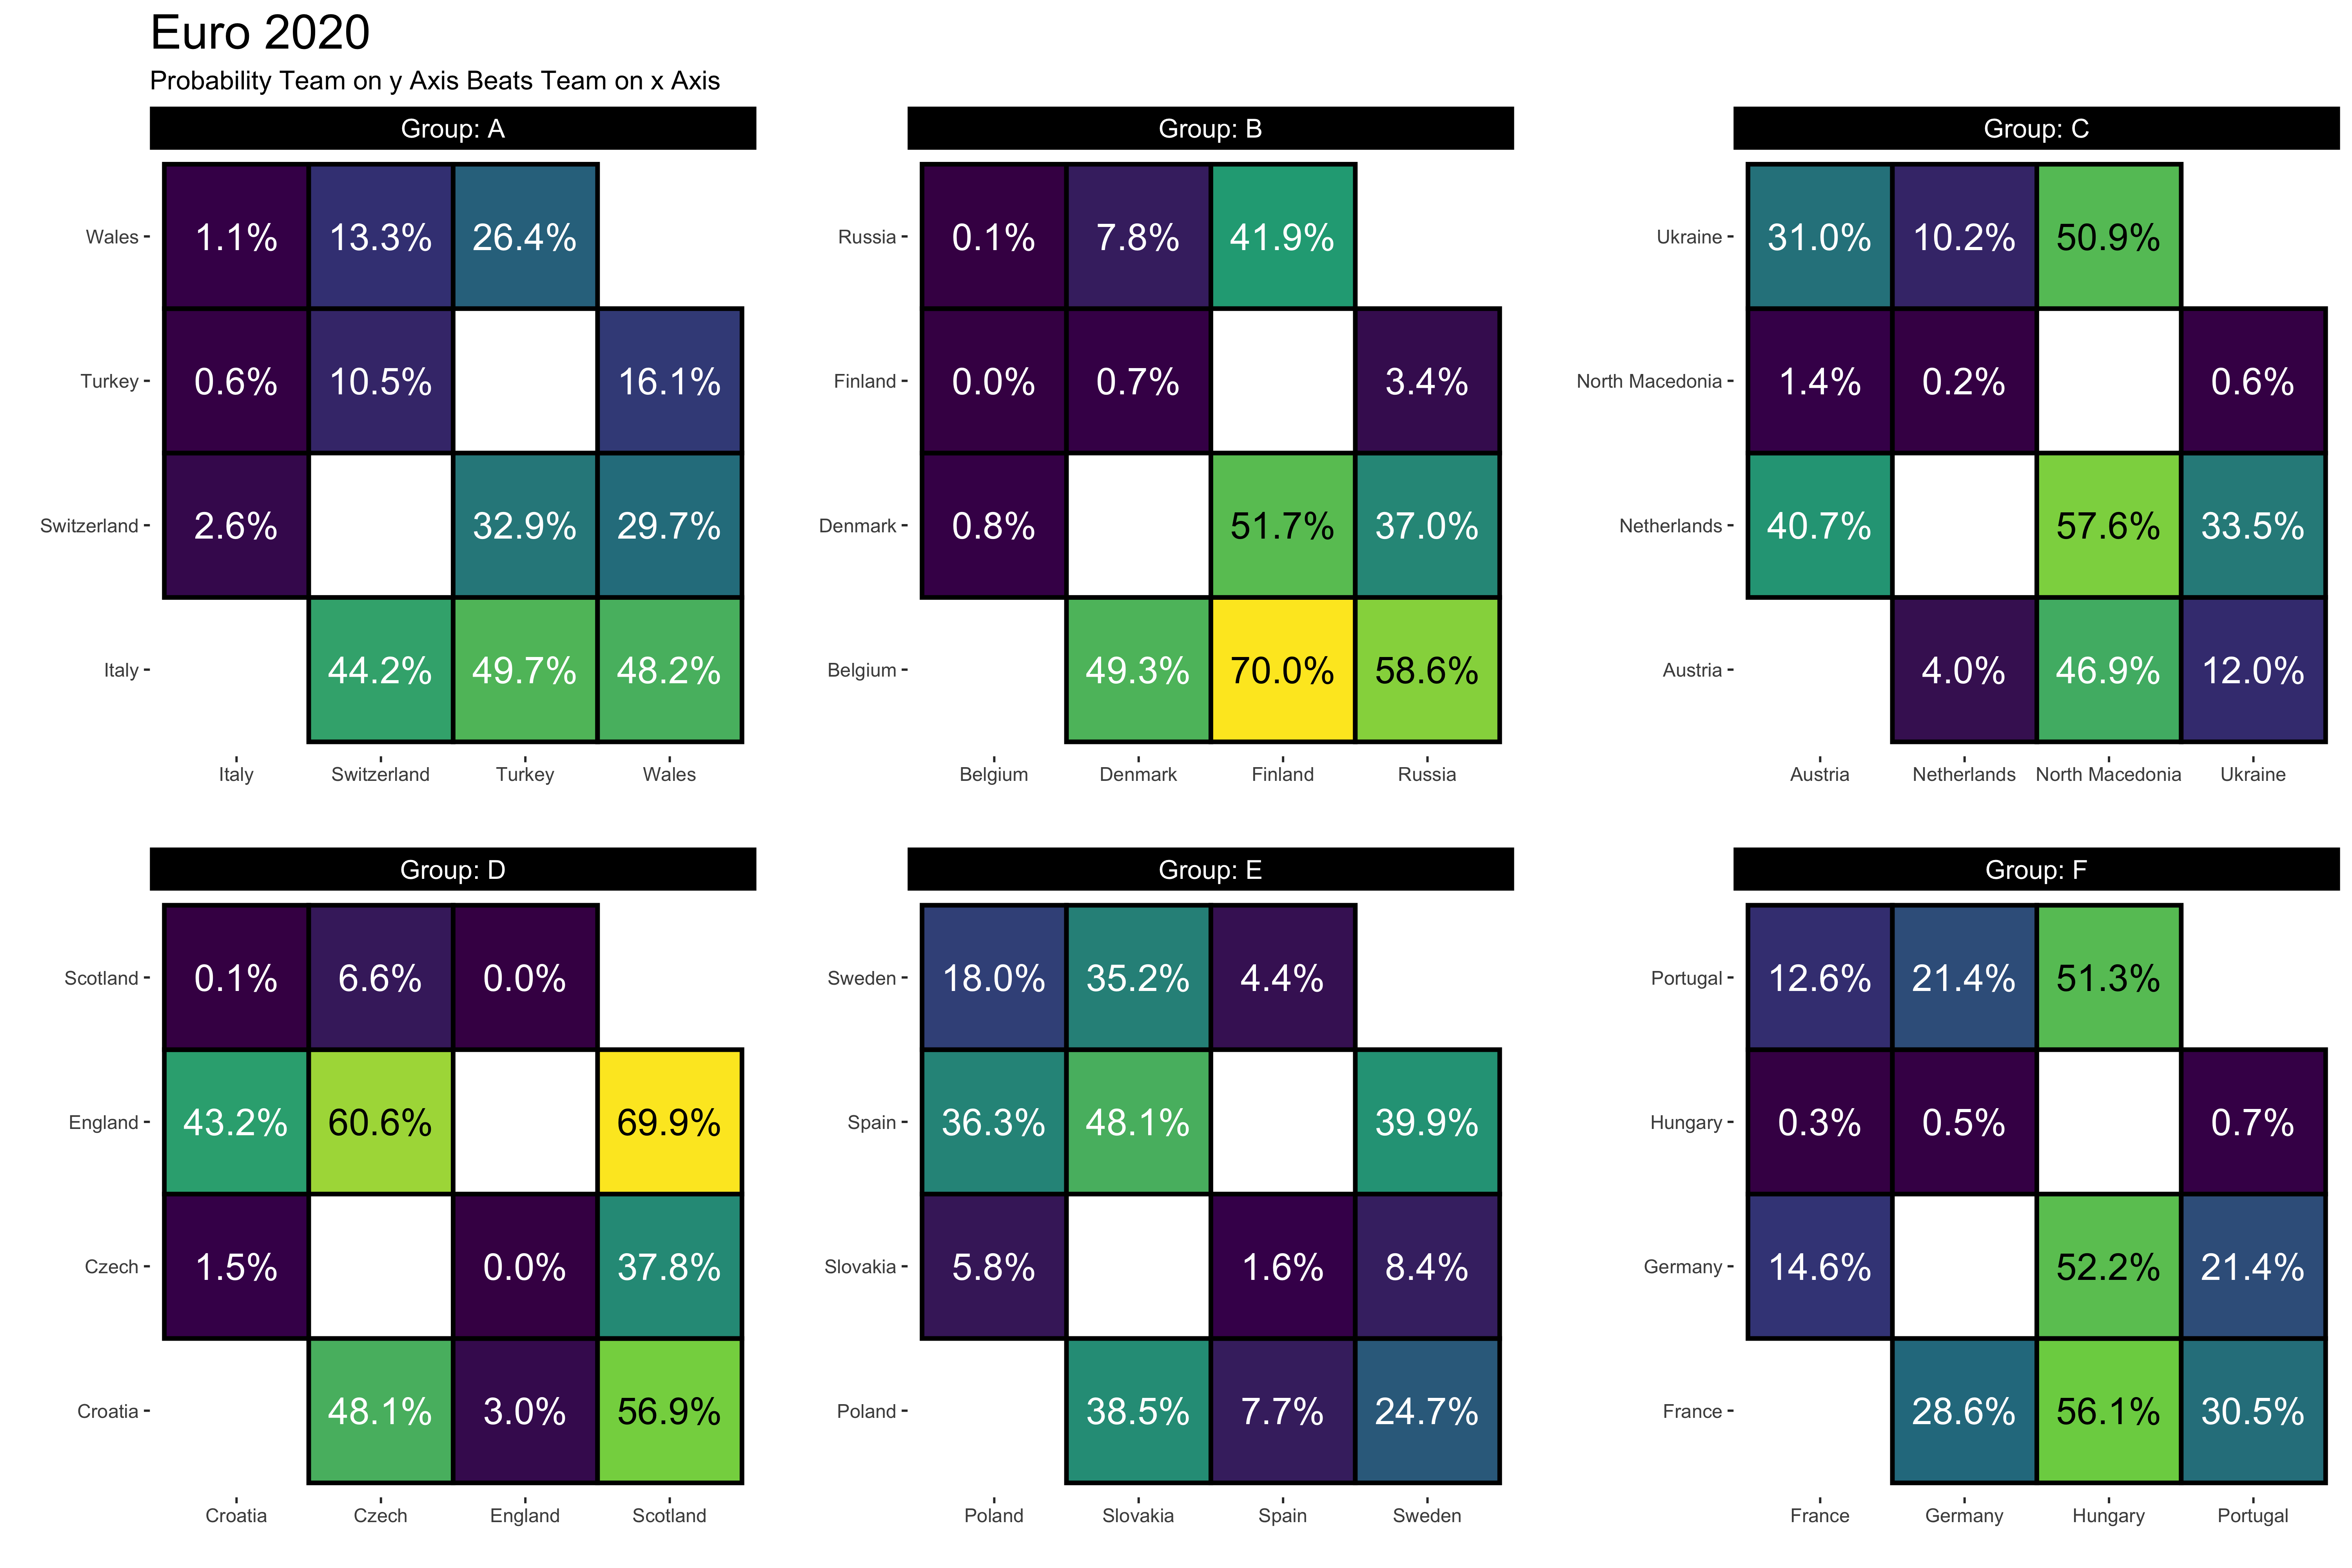 Euro 2020
Probability Team on y Axis Beats Team on x Axis
Group: A
Wales 1.1% 13.3% 26.4%
Turkey 0.6% 10.5% 16.1%
Switzerland 2.6% 32.9% 29.7%
Italy 44.2% 49.7% 48.2%
Italy Switzerland Turkey Wales
Group: B
Russia 0.1% 7.8% 41.9%
Finland 0.0% 0.7% 3.4%
Denmark 0.8% 51.7% 37.0%
Belgium 49.3% 70.0% 58.6%
Belgium Denmark Finland Russia
Group: C
Ukraine 31.0% 10.2% 50.9%
North Macedonia 1.4% 0.2% 0.6%
Netherlands 40.7% 57.6% 33.5%
Austria 4.0% 46.9% 12.0%
Austria Netherlands North Macedonia Ukraine
Group: D
Scotland 0.1% 6.6% 0.0%
England 43.2% 60.6% 69.9%
Czech 1.5% 0.0% 37.8%
Croatia 48.1% 3.0% 56.9%
Croatia Czech England Scotland
Group: E
Sweden 18.0% 35.2% 4.4%
Spain 36.3% 48.1% 39.9%
Slovakia 5.8% 1.6% 8.4%
Poland 38.5% 7.7% 24.7%
Poland Slovakia Spain Sweden
Group: F
Portugal 12.6% 21.4% 51.3%
Hungary 0.3% 0.5% 0.7%
Germany 14.6% 52.2% 21.4%
France 28.6% 56.1% 30.5%
France Germany Hungary Portugal